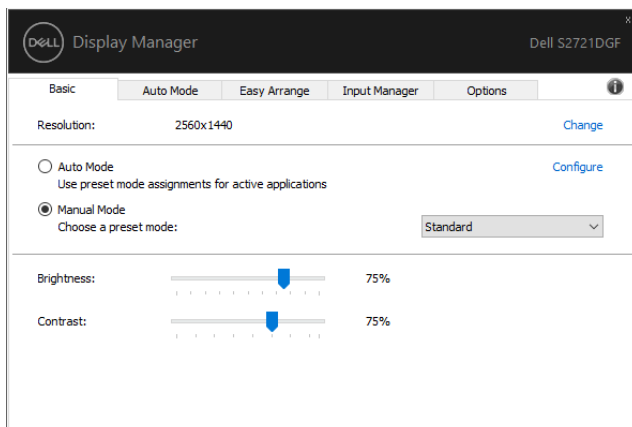 x
DELL Display Manager Dell S2721DGF
Basic Auto Mode Easy Arrange Input Manager Options i
Resolution: 2560x1440 Change
Auto Mode Configure
Use preset mode assignments for active applications
Manual Mode
Choose a preset mode: Standard
Brightness: 75%
Contrast: 75%